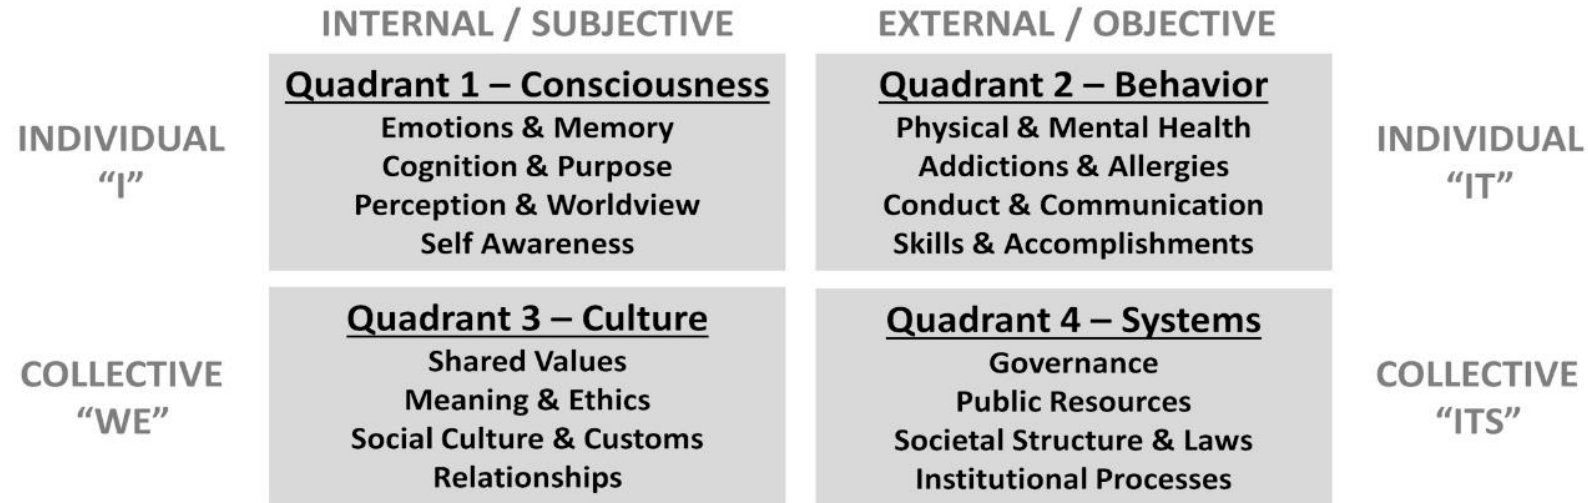 INTERNAL / SUBJECTIVE
EXTERNAL / OBJECTIVE
INDIVIDUAL
“I”
Quadrant 1 – Consciousness
Emotions & Memory
Cognition & Purpose
Perception & Worldview
Self Awareness
Quadrant 2 – Behavior
Physical & Mental Health
Addictions & Allergies
Conduct & Communication
Skills & Accomplishments
INDIVIDUAL
“IT”
COLLECTIVE
“WE”
Quadrant 3 – Culture
Shared Values
Meaning & Ethics
Social Culture & Customs
Relationships
Quadrant 4 – Systems
Governance
Public Resources
Societal Structure & Laws
Institutional Processes
COLLECTIVE
“ITS”